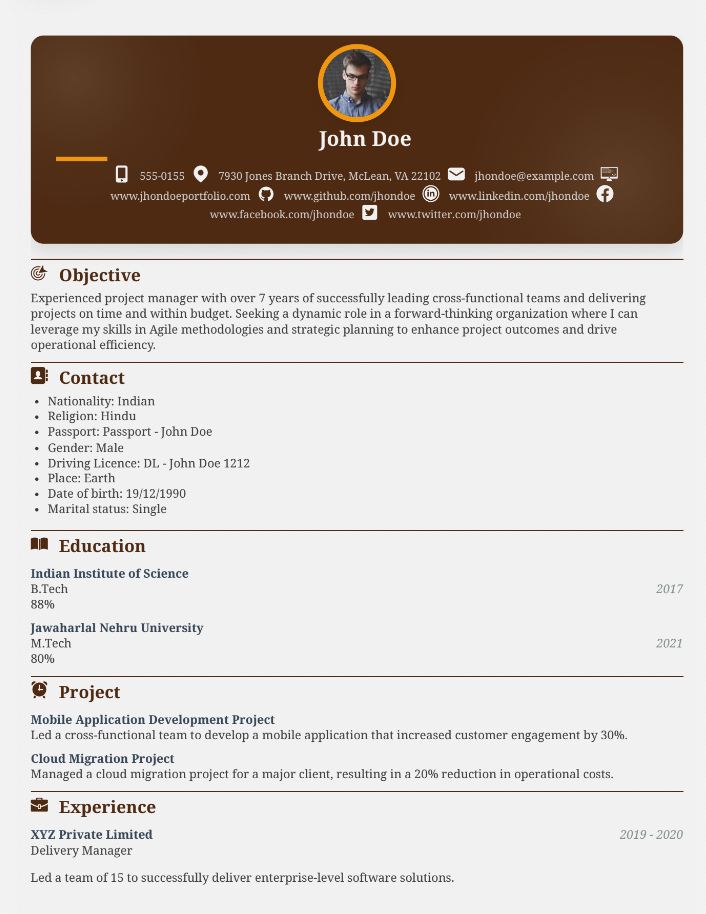 John Doe
555-0155 7930 Jones Branch Drive, McLean, VA 22102 jhondoe@example.com
www.jhondoeportfolio.com www.github.com/jhondoe www.linkedin.com/jhondoe
www.facebook.com/jhondoe www.twitter.com/jhondoe
Objective
Experienced project manager with over 7 years of successfully leading cross-functional teams and delivering
projects on time and within budget. Seeking a dynamic role in a forward-thinking organization where I can
leverage my skills in Agile methodologies and strategic planning to enhance project outcomes and drive
operational efficiency.
Contact
• Nationality: Indian
• Religion: Hindu
• Passport: Passport - John Doe
• Gender: Male
• Driving Licence: DL - John Doe 1212
• Place: Earth
• Date of birth: 19/12/1990
• Marital status: Single
Education
Indian Institute of Science
B.Tech 2017
88%
Jawaharlal Nehru University
M.Tech 2021
80%
Project
Mobile Application Development Project
Led a cross-functional team to develop a mobile application that increased customer engagement by 30%.
Cloud Migration Project
Managed a cloud migration project for a major client, resulting in a 20% reduction in operational costs.
Experience
XYZ Private Limited 2019 - 2020
Delivery Manager
Led a team of 15 to successfully deliver enterprise-level software solutions.